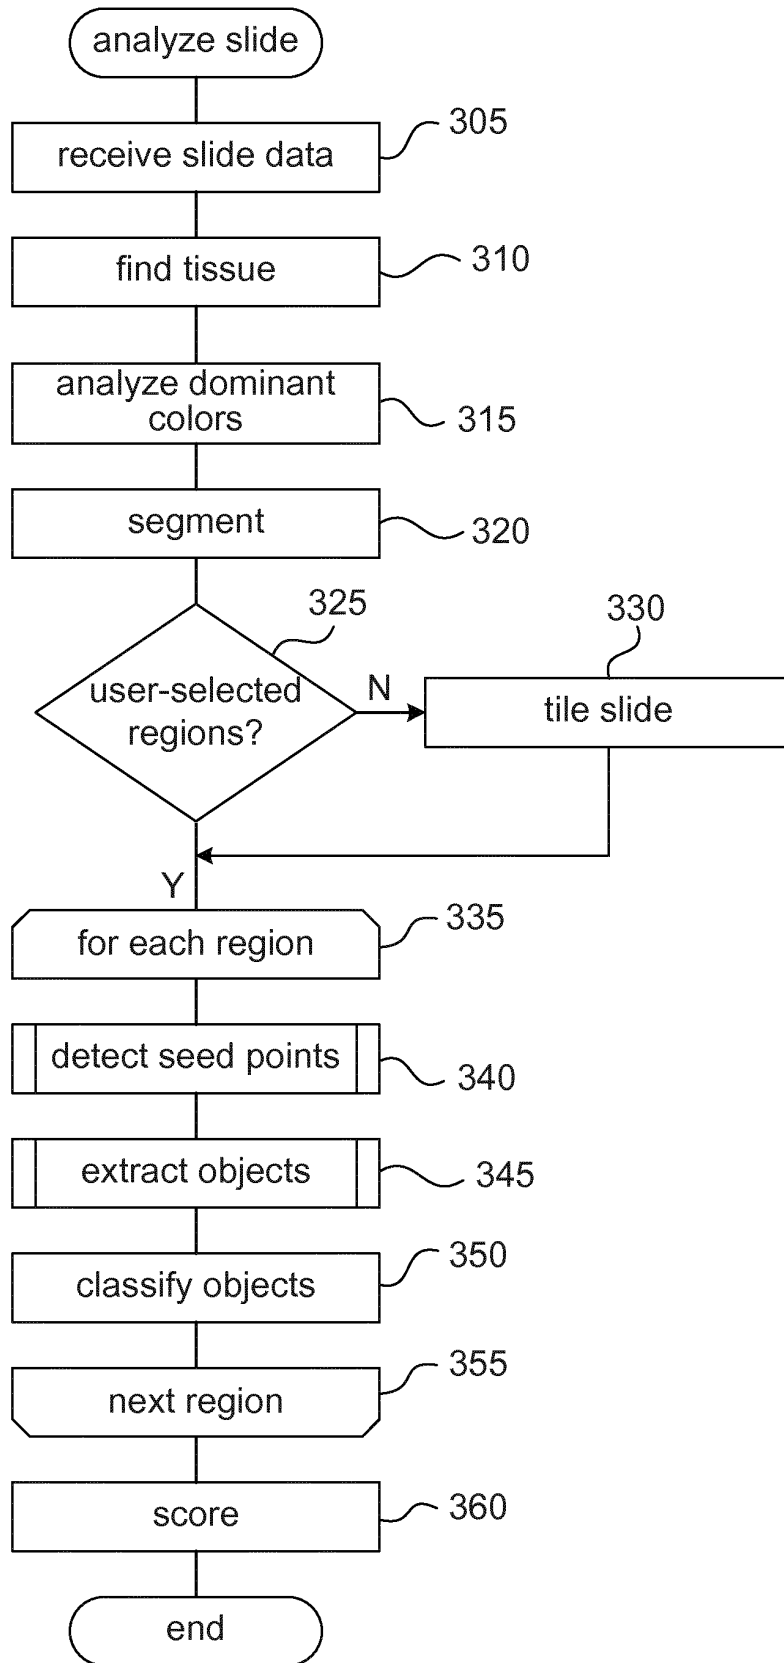 analyze slide
305
receive slide data
310
find tissue
analyze dominant
colors
315
segment
320
325
330
user-selected
regions?
N
tile slide
Y
335
for each region
detect seed points
340
extract objects
345
350
classify objects
355
next region
360
score
end